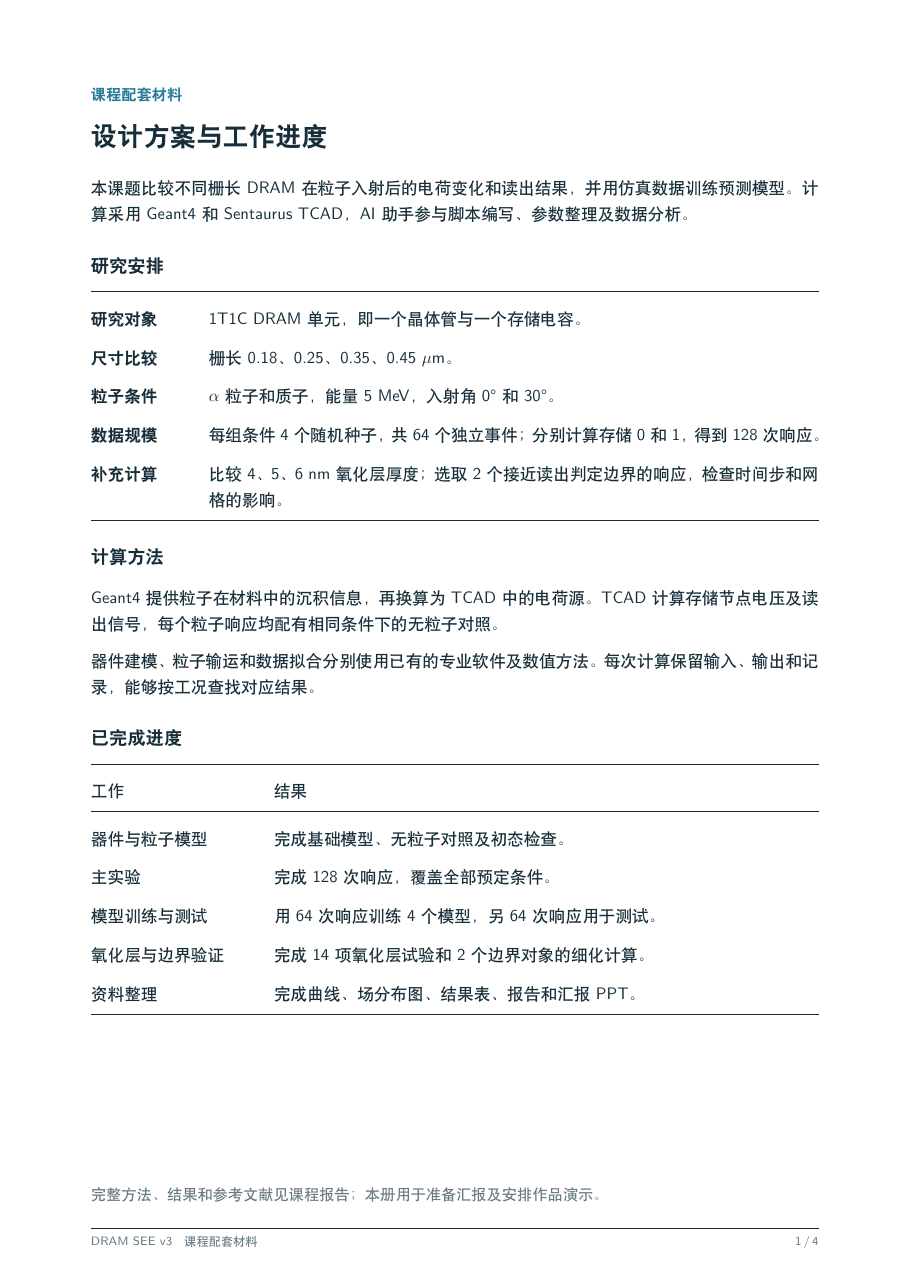 课程配套材料
设计方案与工作进度
本课题比较不同栅长 DRAM 在粒子入射后的电荷变化和读出结果，并用仿真数据训练预测模型。计
算采用 Geant4 和 Sentaurus TCAD，AI 助手参与脚本编写、参数整理及数据分析。
研究安排
研究对象 1T1C DRAM 单元，即一个晶体管与一个存储电容。
尺寸比较 栅长 0.18、0.25、0.35、0.45 μm。
粒子条件 α 粒子和质子，能量 5 MeV，入射角 0° 和 30°。
数据规模 每组条件 4 个随机种子，共 64 个独立事件；分别计算存储 0 和 1，得到 128 次响应。
补充计算 比较 4、5、6 nm 氧化层厚度；选取 2 个接近读出判定边界的响应，检查时间步和网
格的影响。
计算方法
Geant4 提供粒子在材料中的沉积信息，再换算为 TCAD 中的电荷源。TCAD 计算存储节点电压及读
出信号，每个粒子响应均配有相同条件下的无粒子对照。
器件建模、粒子输运和数据拟合分别使用已有的专业软件及数值方法。每次计算保留输入、输出和记
录，能够按工况查找对应结果。
已完成进度
工作 结果
器件与粒子模型 完成基础模型、无粒子对照及初态检查。
主实验 完成 128 次响应，覆盖全部预定条件。
模型训练与测试 用 64 次响应训练 4 个模型，另 64 次响应用于测试。
氧化层与边界验证 完成 14 项氧化层试验和 2 个边界对象的细化计算。
资料整理 完成曲线、场分布图、结果表、报告和汇报 PPT。
完整方法、结果和参考文献见课程报告；本册用于准备汇报及安排作品演示。
DRAM SEE v3 课程配套材料 1 / 4